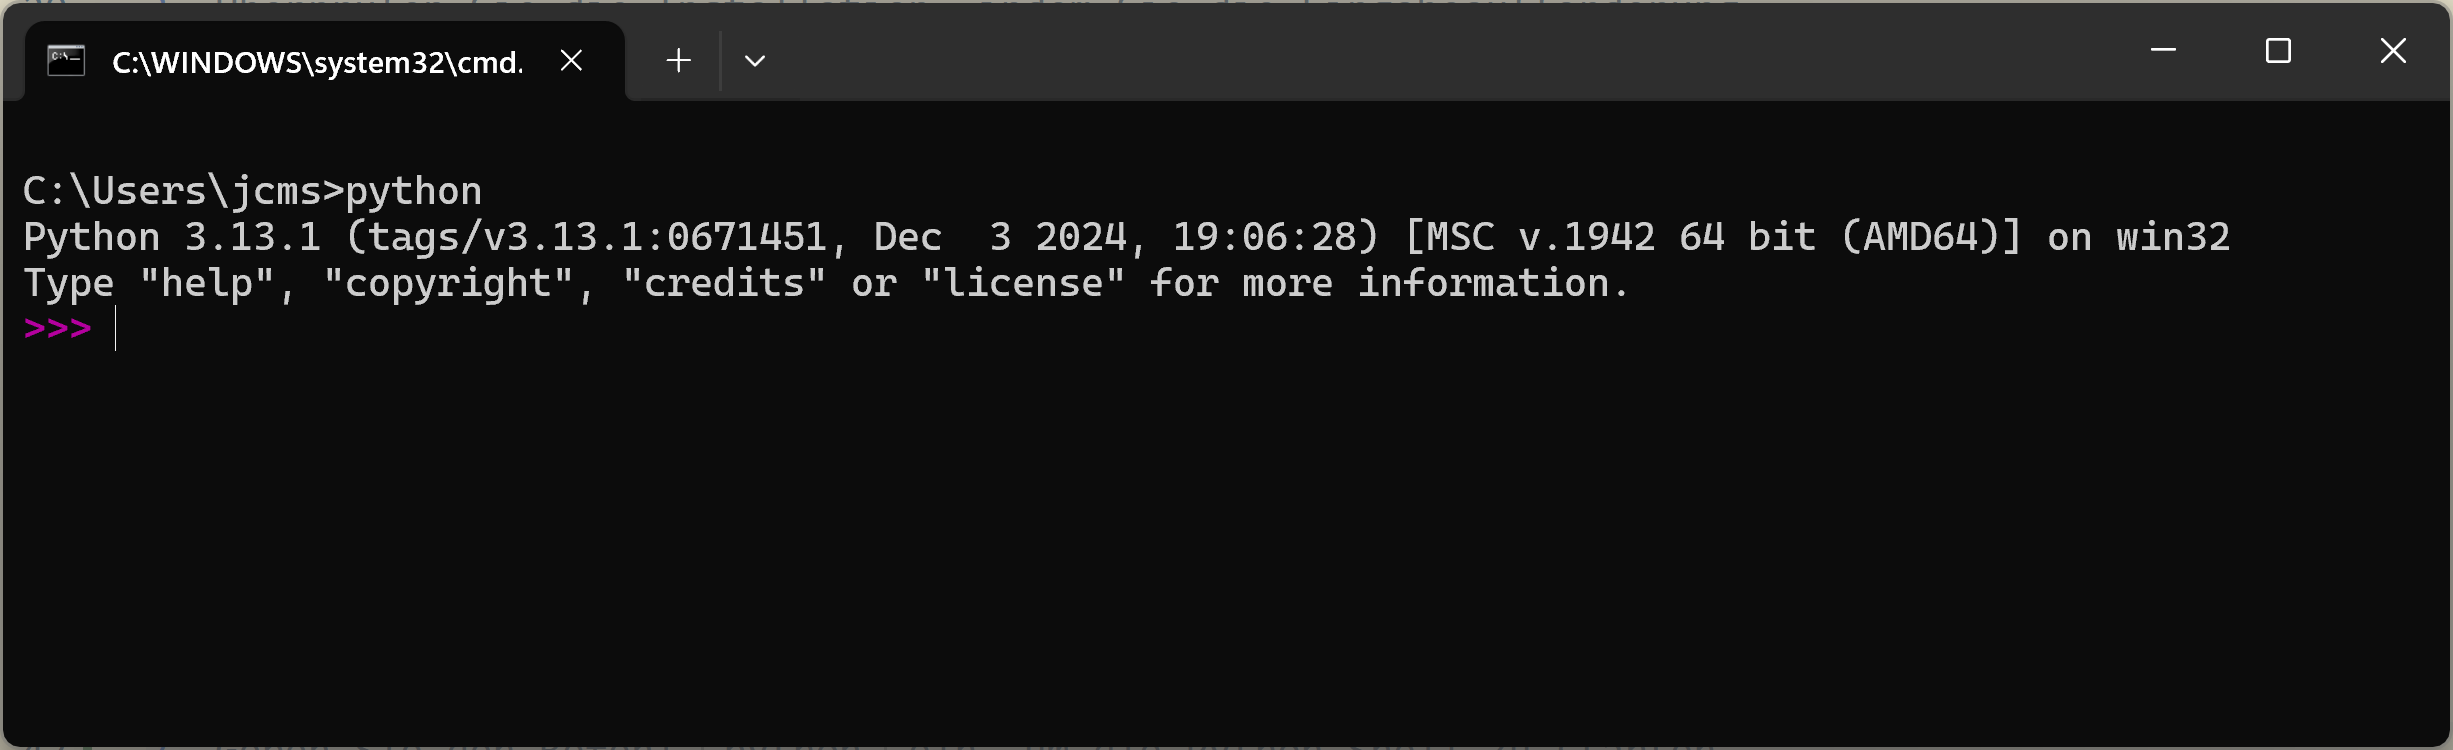 C:\WINDOWS\system32\cmd.
C:\Users\jcms>python
Python 3.13.1 (tags/v3.13.1:0671451, Dec  3 2024, 19:06:28) [MSC v.1942 64 bit (AMD64)] on win32
Type "help", "copyright", "credits" or "license" for more information.
>>>